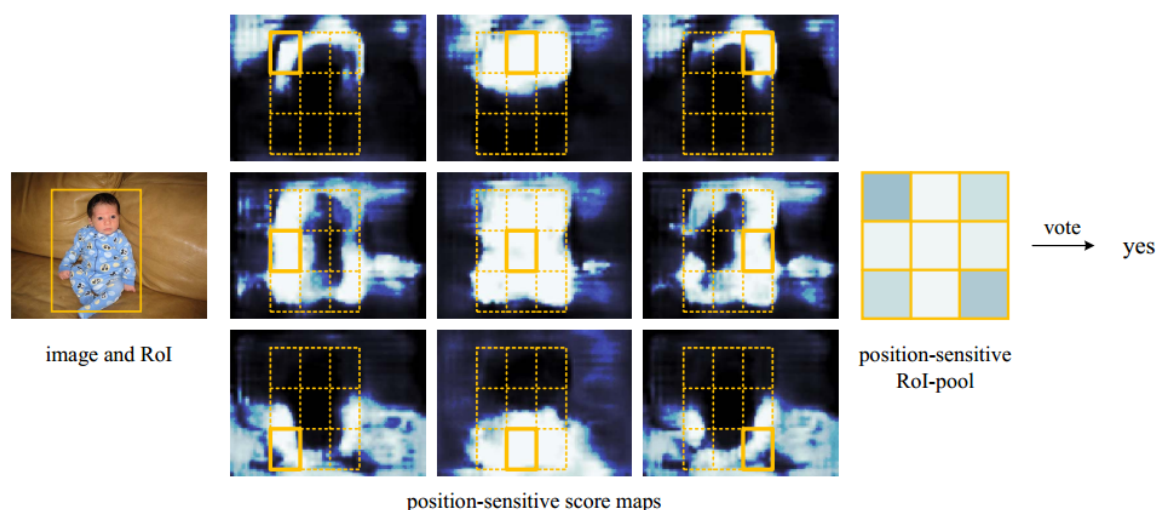 image and RoI
position-sensitive score maps
position-sensitive
RoI-pool
vote
yes